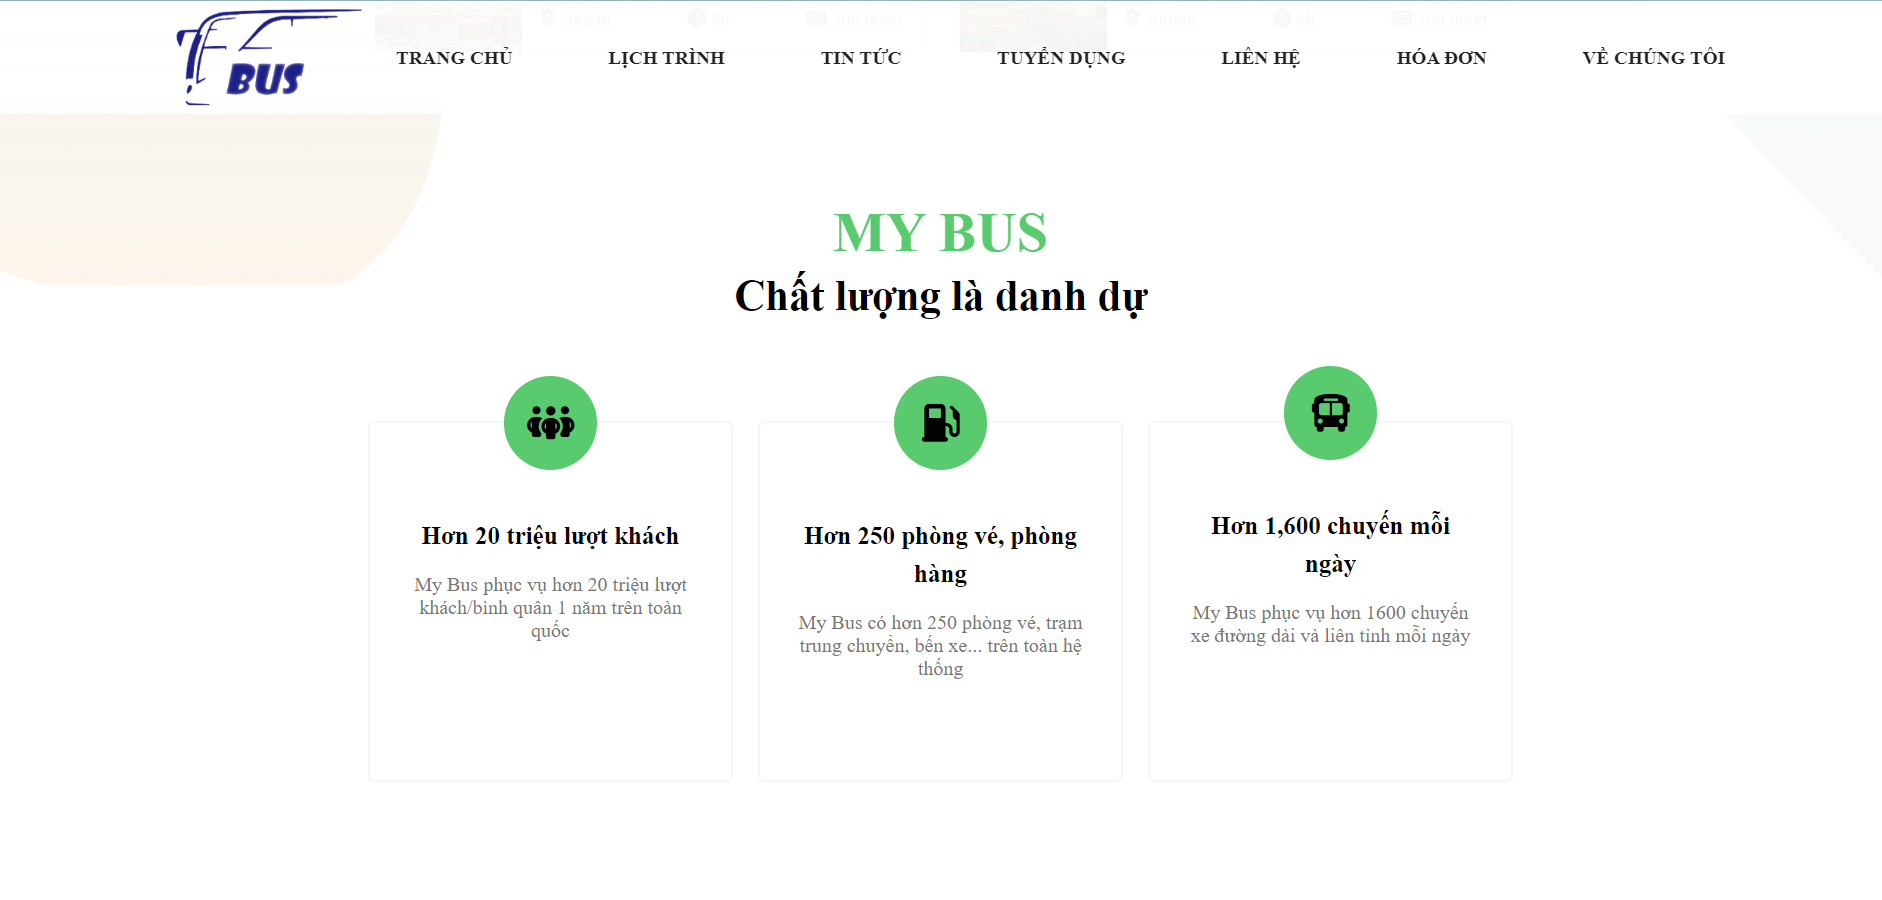 300km 8h 300.000đ 300km 8h 300.000đ
BUS
TRANG CHỦ LỊCH TRÌNH TIN TỨC TUYỂN DỤNG LIÊN HỆ HÓA ĐƠN VỀ CHÚNG TÔI
MY BUS
Chất lượng là danh dự
Hơn 20 triệu lượt khách
My Bus phục vụ hơn 20 triệu lượt
khách/bình quân 1 năm trên toàn
quốc
Hơn 250 phòng vé, phòng
hàng
My Bus có hơn 250 phòng vé, trạm
trung chuyển, bến xe... trên toàn hệ
thống
Hơn 1,600 chuyến mỗi
ngày
My Bus phục vụ hơn 1600 chuyến
xe đường dài và liên tỉnh mỗi ngày